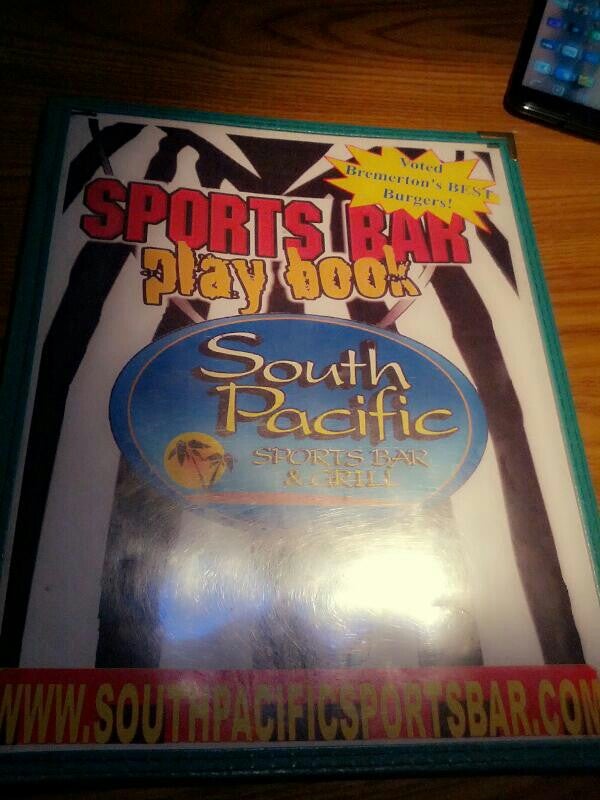 Voted
Bremerton's BEST
Burgers!
SPORTS BAR
play book
South
Pacific
SPORTS BAR
& GRILL
WWW.SOUTHPACIFICSPORTSBAR.COM